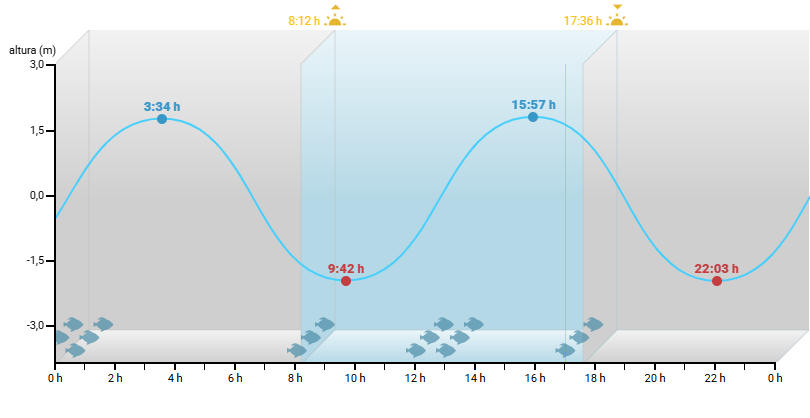 8:12 h
17:36 h
altura (m)
3,0
3:34 h
15:57 h
1,5
0,0
-1,5
9:42 h
22:03 h
-3,0
0 h 2 h 4 h 6 h 8 h 10 h 12 h 14 h 16 h 18 h 20 h 22 h 0 h